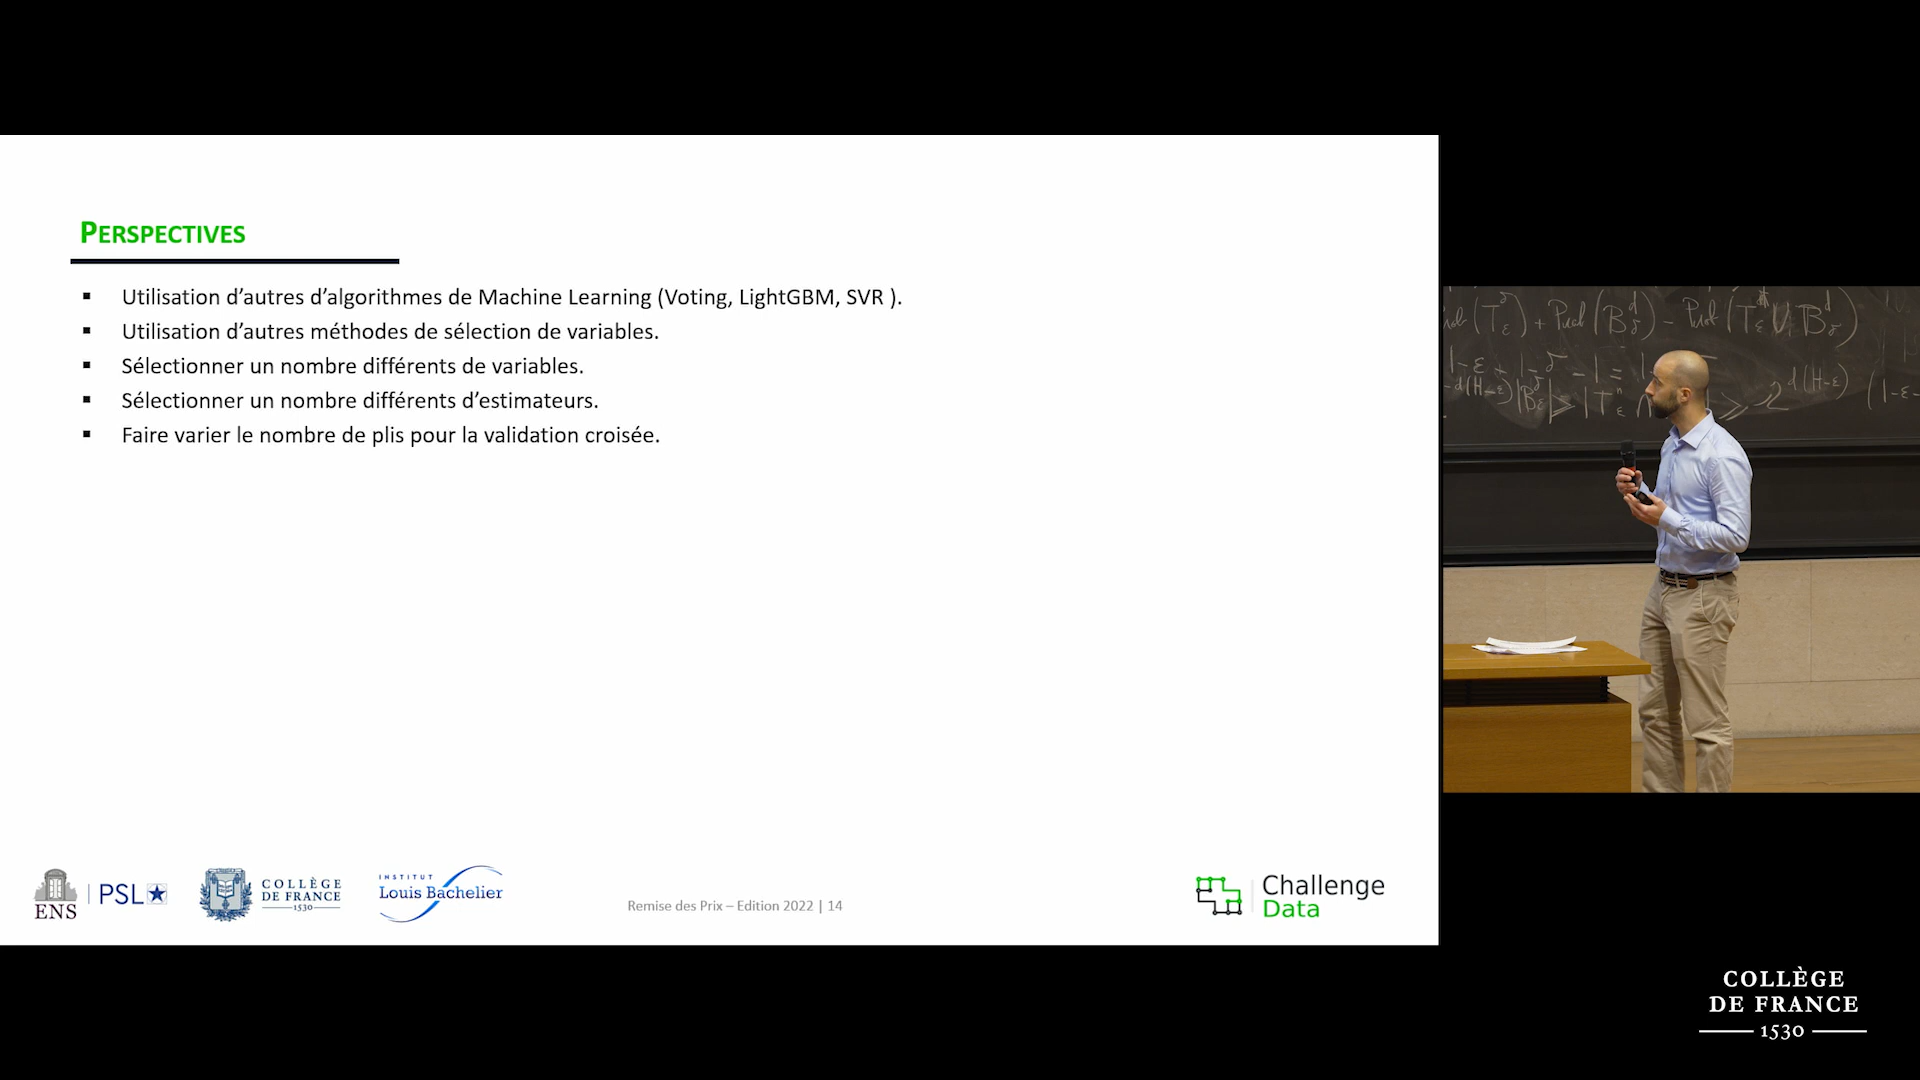 PERSPECTIVES
▪ Utilisation d’autres d’algorithmes de Machine Learning (Voting, LightGBM, SVR ).
▪ Utilisation d’autres méthodes de sélection de variables.
▪ Sélectionner un nombre différents de variables.
▪ Sélectionner un nombre différents d’estimateurs.
▪ Faire varier le nombre de plis pour la validation croisée.
ENS | PSL
COLLÈGE
DE FRANCE
1530
INSTITUT
Louis Bachelier
Remise des Prix – Edition 2022 | 14
Challenge
Data
COLLÈGE
DE FRANCE
1530